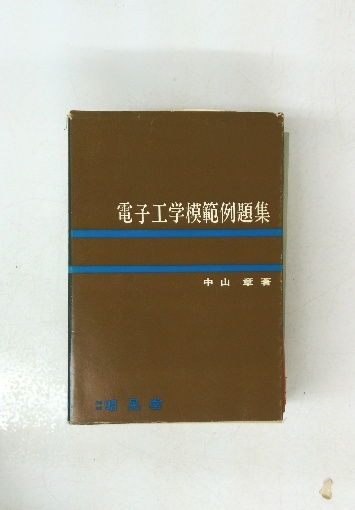 電子工学模範例題集
中山 章 著